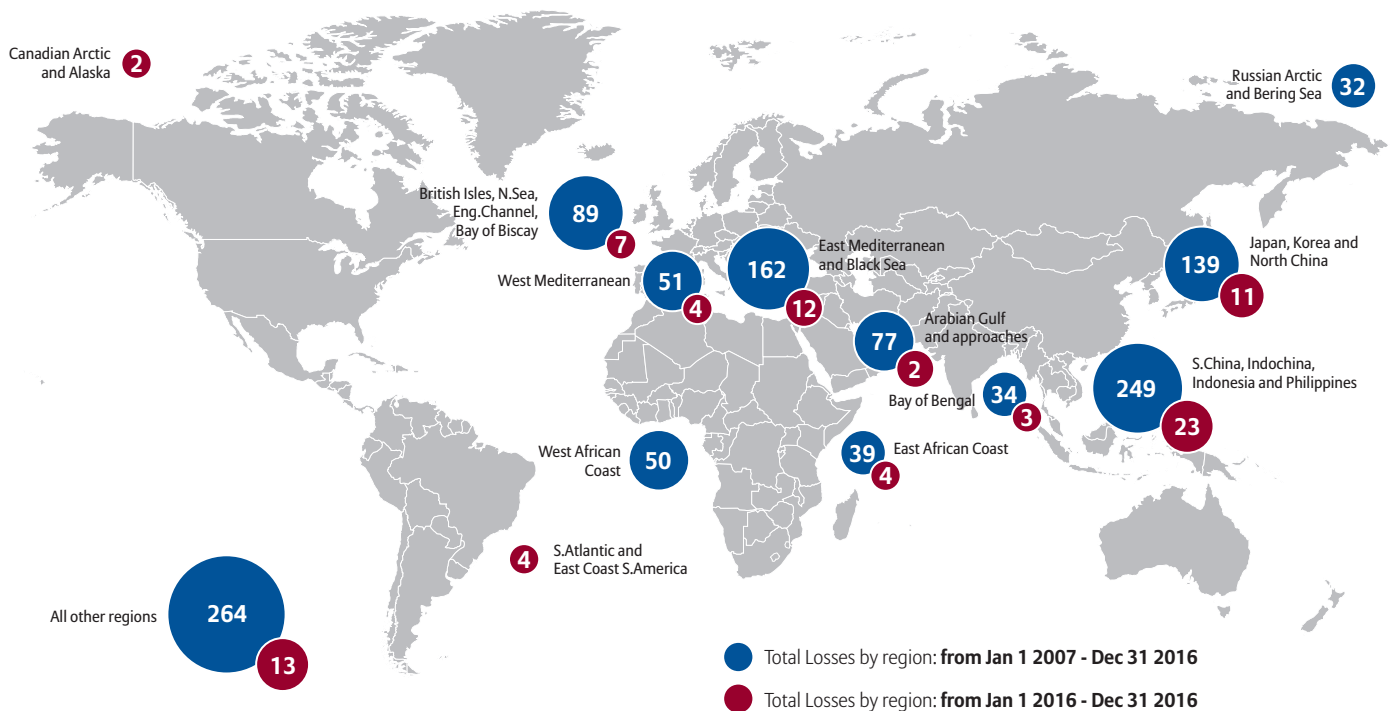 Canadian Arctic
and Alaska
2
Russian Arctic
and Bering Sea
32
British Isles, N.Sea,
Eng.Channel,
Bay of Biscay
89
7
West Mediterranean
51
4
162
12
East Mediterranean
and Black Sea
139
11
Japan, Korea and
North China
77
2
Arabian Gulf
and approaches
Bay of Bengal
34
3
249
23
S.China, Indochina,
Indonesia and Philippines
West African
Coast
50
39
4
East African Coast
4
S.Atlantic and
East Coast S.America
All other regions
264
13
Total Losses by region: from Jan 1 2007 - Dec 31 2016
Total Losses by region: from Jan 1 2016 - Dec 31 2016